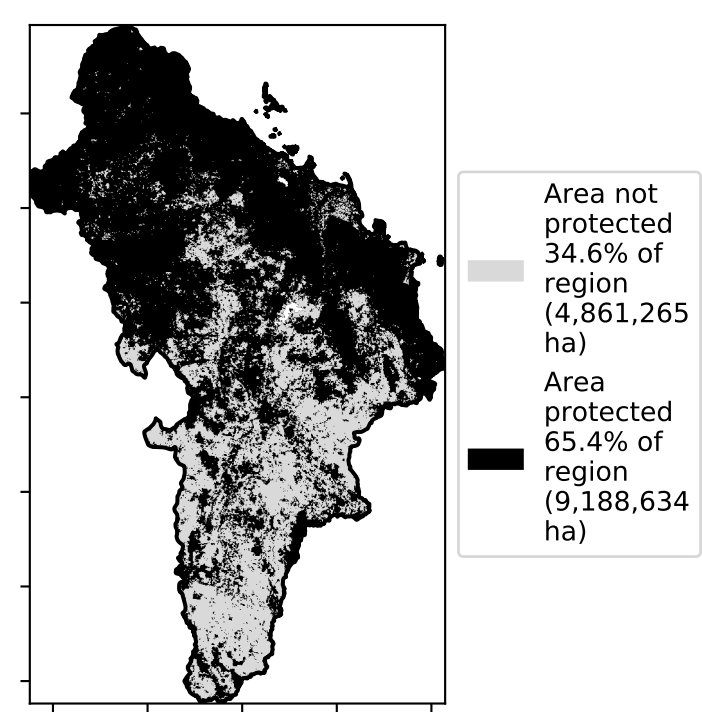 Area not
protected
34.6% of
region
(4,861,265
ha)
Area
protected
65.4% of
region
(9,188,634
ha)